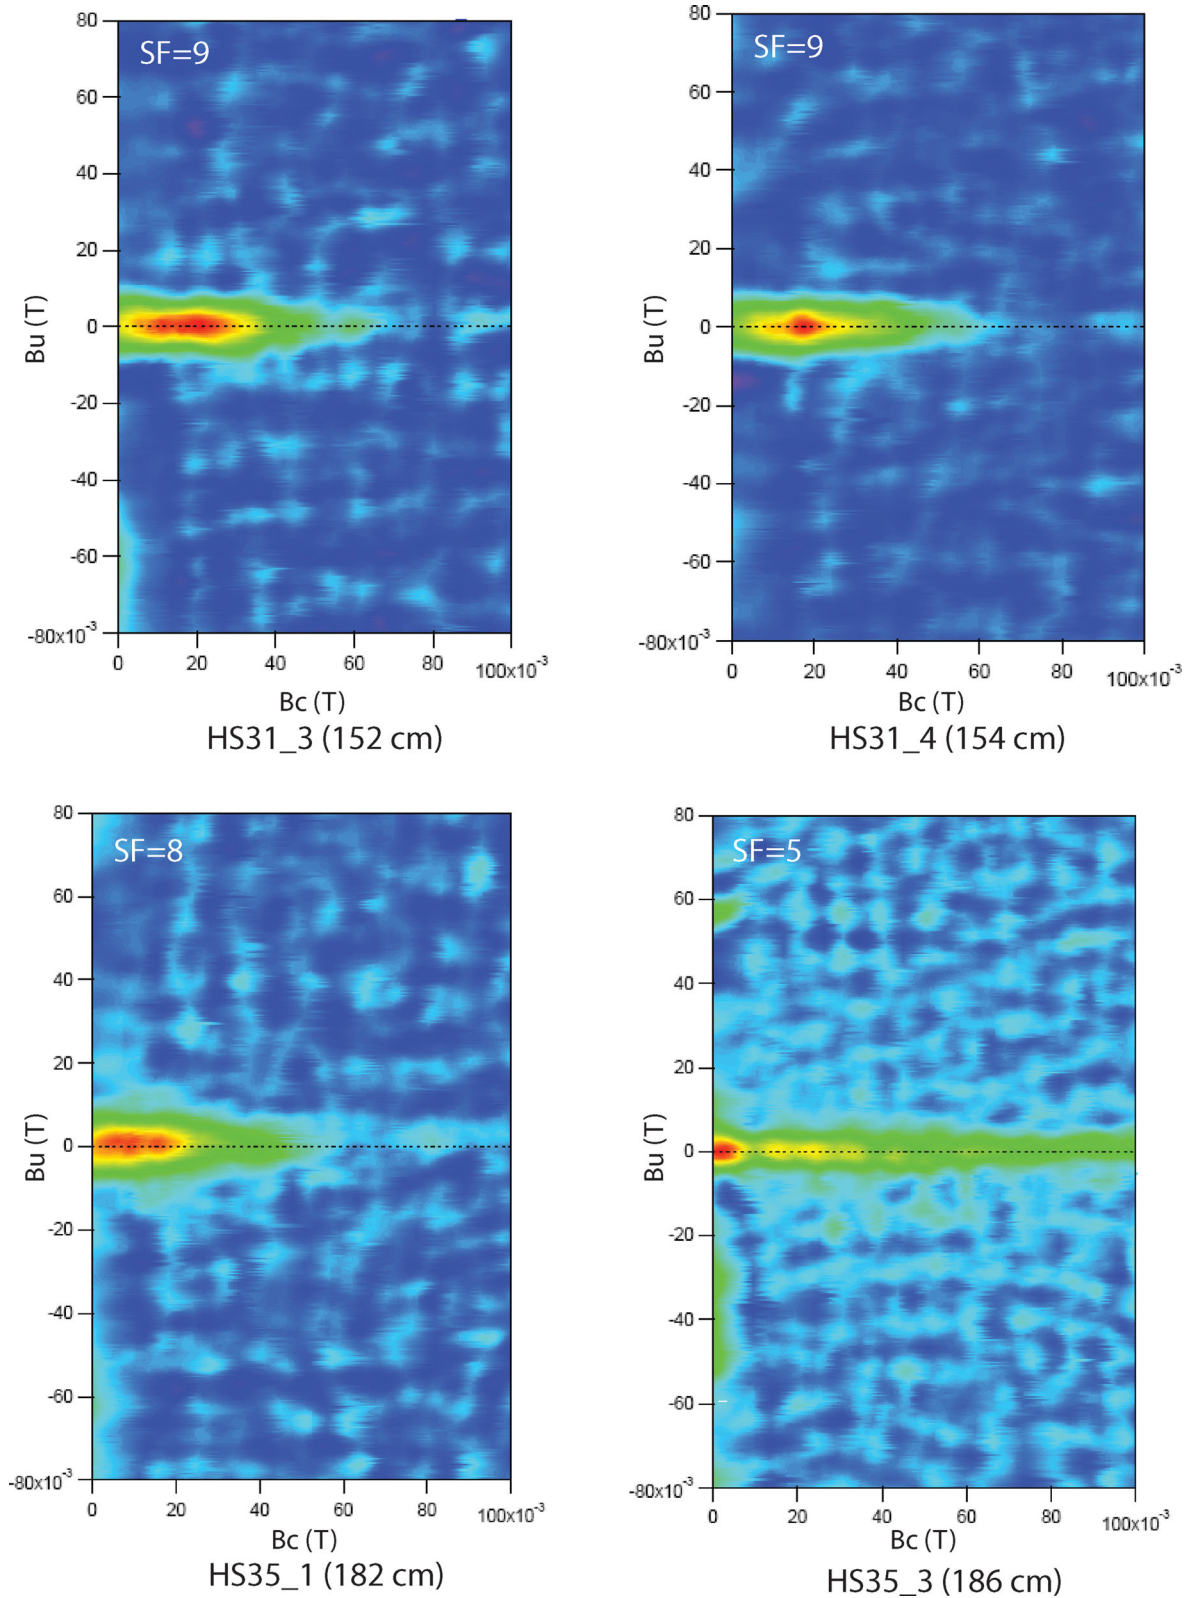 80
60
40
20
0
-20
-40
-60
-80x10-3
SF=9
Bu (T)
0 20 40 60 80 100x10-3
Bc (T)
HS31_3 (152 cm)
80
60
40
20
0
-20
-40
-60
-80x10-3
SF=9
Bu (T)
0 20 40 60 80 100x10-3
Bc (T)
HS31_4 (154 cm)
80
60
40
20
0
-20
-40
-60
-80x10-3
SF=8
Bu (T)
0 20 40 60 80 100x10-3
Bc (T)
HS35_1 (182 cm)
80
60
40
20
0
-20
-40
-60
-80x10-3
SF=5
Bu (T)
0 20 40 60 80 100x10-3
Bc (T)
HS35_3 (186 cm)